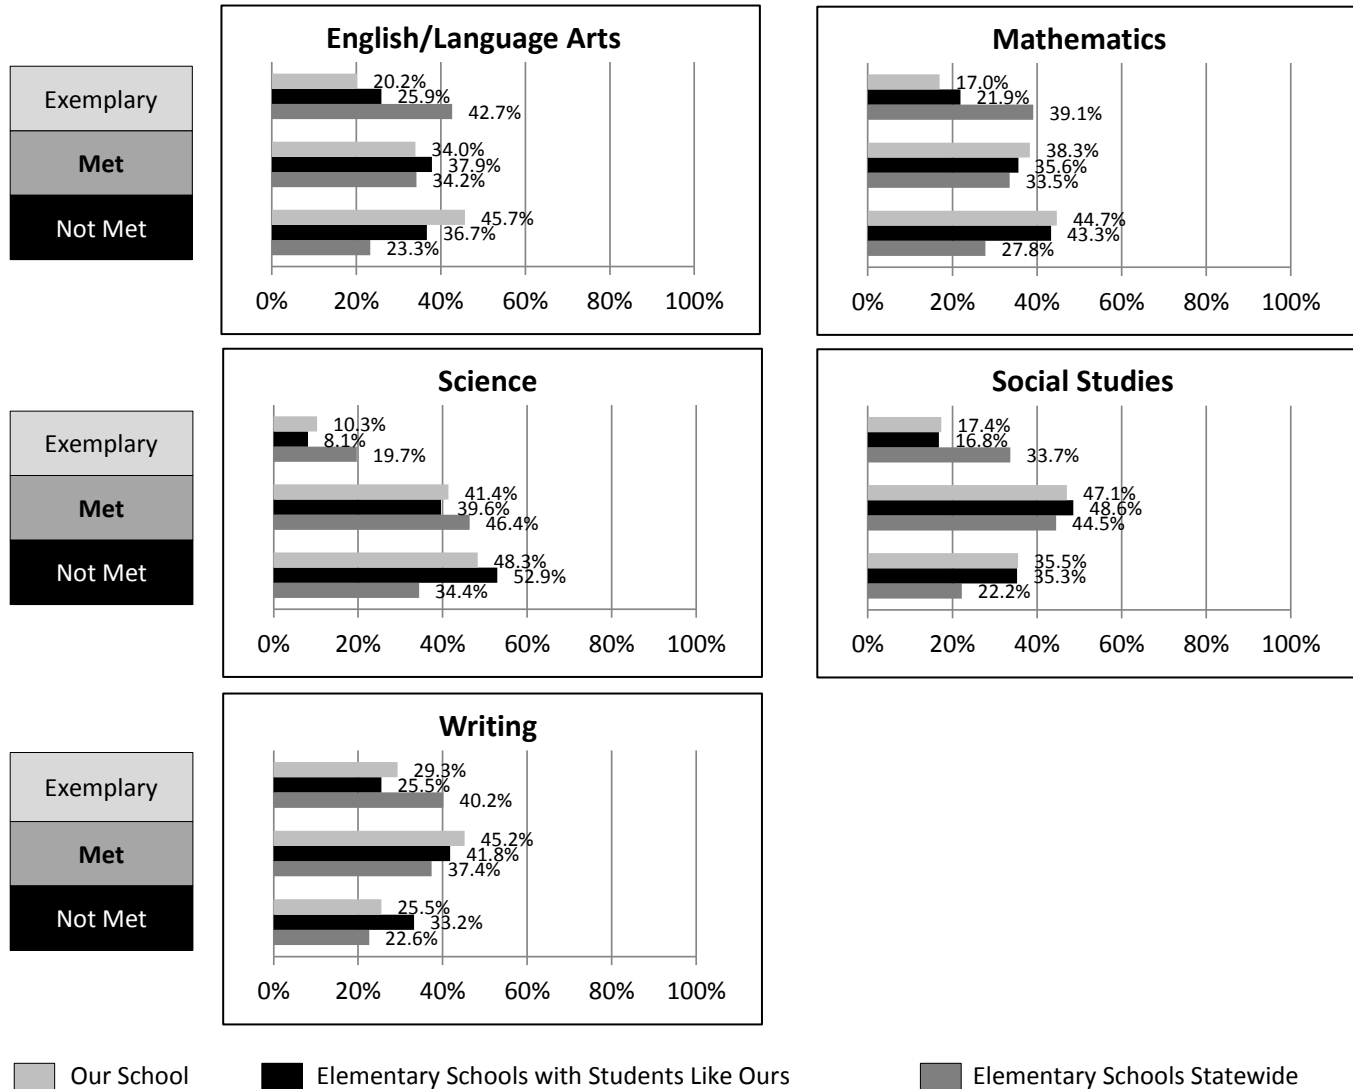 English/Language Arts
Exemplary
Met
Not Met
20.2%
25.9%
42.7%
34.0%
37.9%
34.2%
45.7%
36.7%
23.3%
0% 20% 40% 60% 80% 100%
Mathematics
17.0%
21.9%
39.1%
38.3%
35.6%
33.5%
44.7%
43.3%
27.8%
0% 20% 40% 60% 80% 100%
Science
Exemplary
Met
Not Met
10.3%
8.1%
19.7%
41.4%
39.6%
46.4%
48.3%
52.9%
34.4%
0% 20% 40% 60% 80% 100%
Social Studies
17.4%
16.8%
33.7%
47.1%
48.6%
44.5%
35.5%
35.3%
22.2%
0% 20% 40% 60% 80% 100%
Writing
Exemplary
Met
Not Met
29.3%
25.5%
40.2%
45.2%
41.8%
37.4%
25.5%
33.2%
22.6%
0% 20% 40% 60% 80% 100%
Our School Elementary Schools with Students Like Ours Elementary Schools Statewide